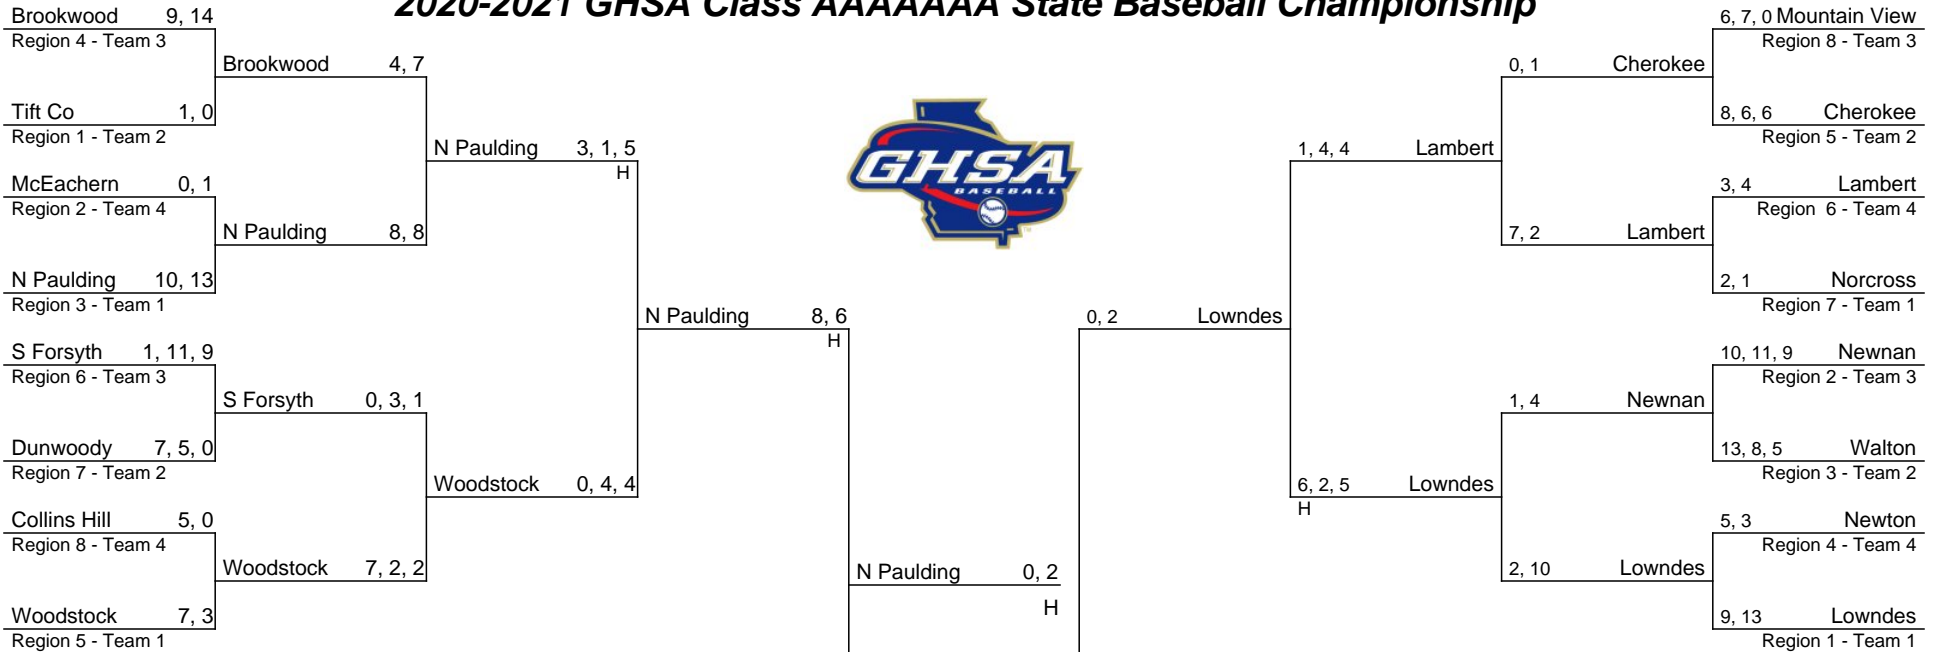 2020-2021 GHSA Class AAAAAAA State Baseball Championship
Brookwood 9, 14
Region 4 - Team 3
Brookwood 4, 7
Tift Co 1, 0
Region 1 - Team 2
N Paulding 3, 1, 5
H
McEachern 0, 1
Region 2 - Team 4
N Paulding 8, 8
N Paulding 10, 13
Region 3 - Team 1
N Paulding 8, 6
H
S Forsyth 1, 11, 9
Region 6 - Team 3
S Forsyth 0, 3, 1
Dunwoody 7, 5, 0
Region 7 - Team 2
Woodstock 0, 4, 4
Collins Hill 5, 0
Region 8 - Team 4
Woodstock 7, 2, 2
Woodstock 7, 3
Region 5 - Team 1
N Paulding 0, 2
H
GHSA
BASEBALL
TM
6, 7, 0 Mountain View
Region 8 - Team 3
0, 1 Cherokee
8, 6, 6 Cherokee
Region 5 - Team 2
1, 4, 4 Lambert
3, 4 Lambert
Region 6 - Team 4
7, 2 Lambert
2, 1 Norcross
Region 7 - Team 1
0, 2 Lowndes
10, 11, 9 Newnan
Region 2 - Team 3
1, 4 Newnan
13, 8, 5 Walton
Region 3 - Team 2
6, 2, 5 Lowndes
H
5, 3 Newton
Region 4 - Team 4
2, 10 Lowndes
9, 13 Lowndes
Region 1 - Team 1